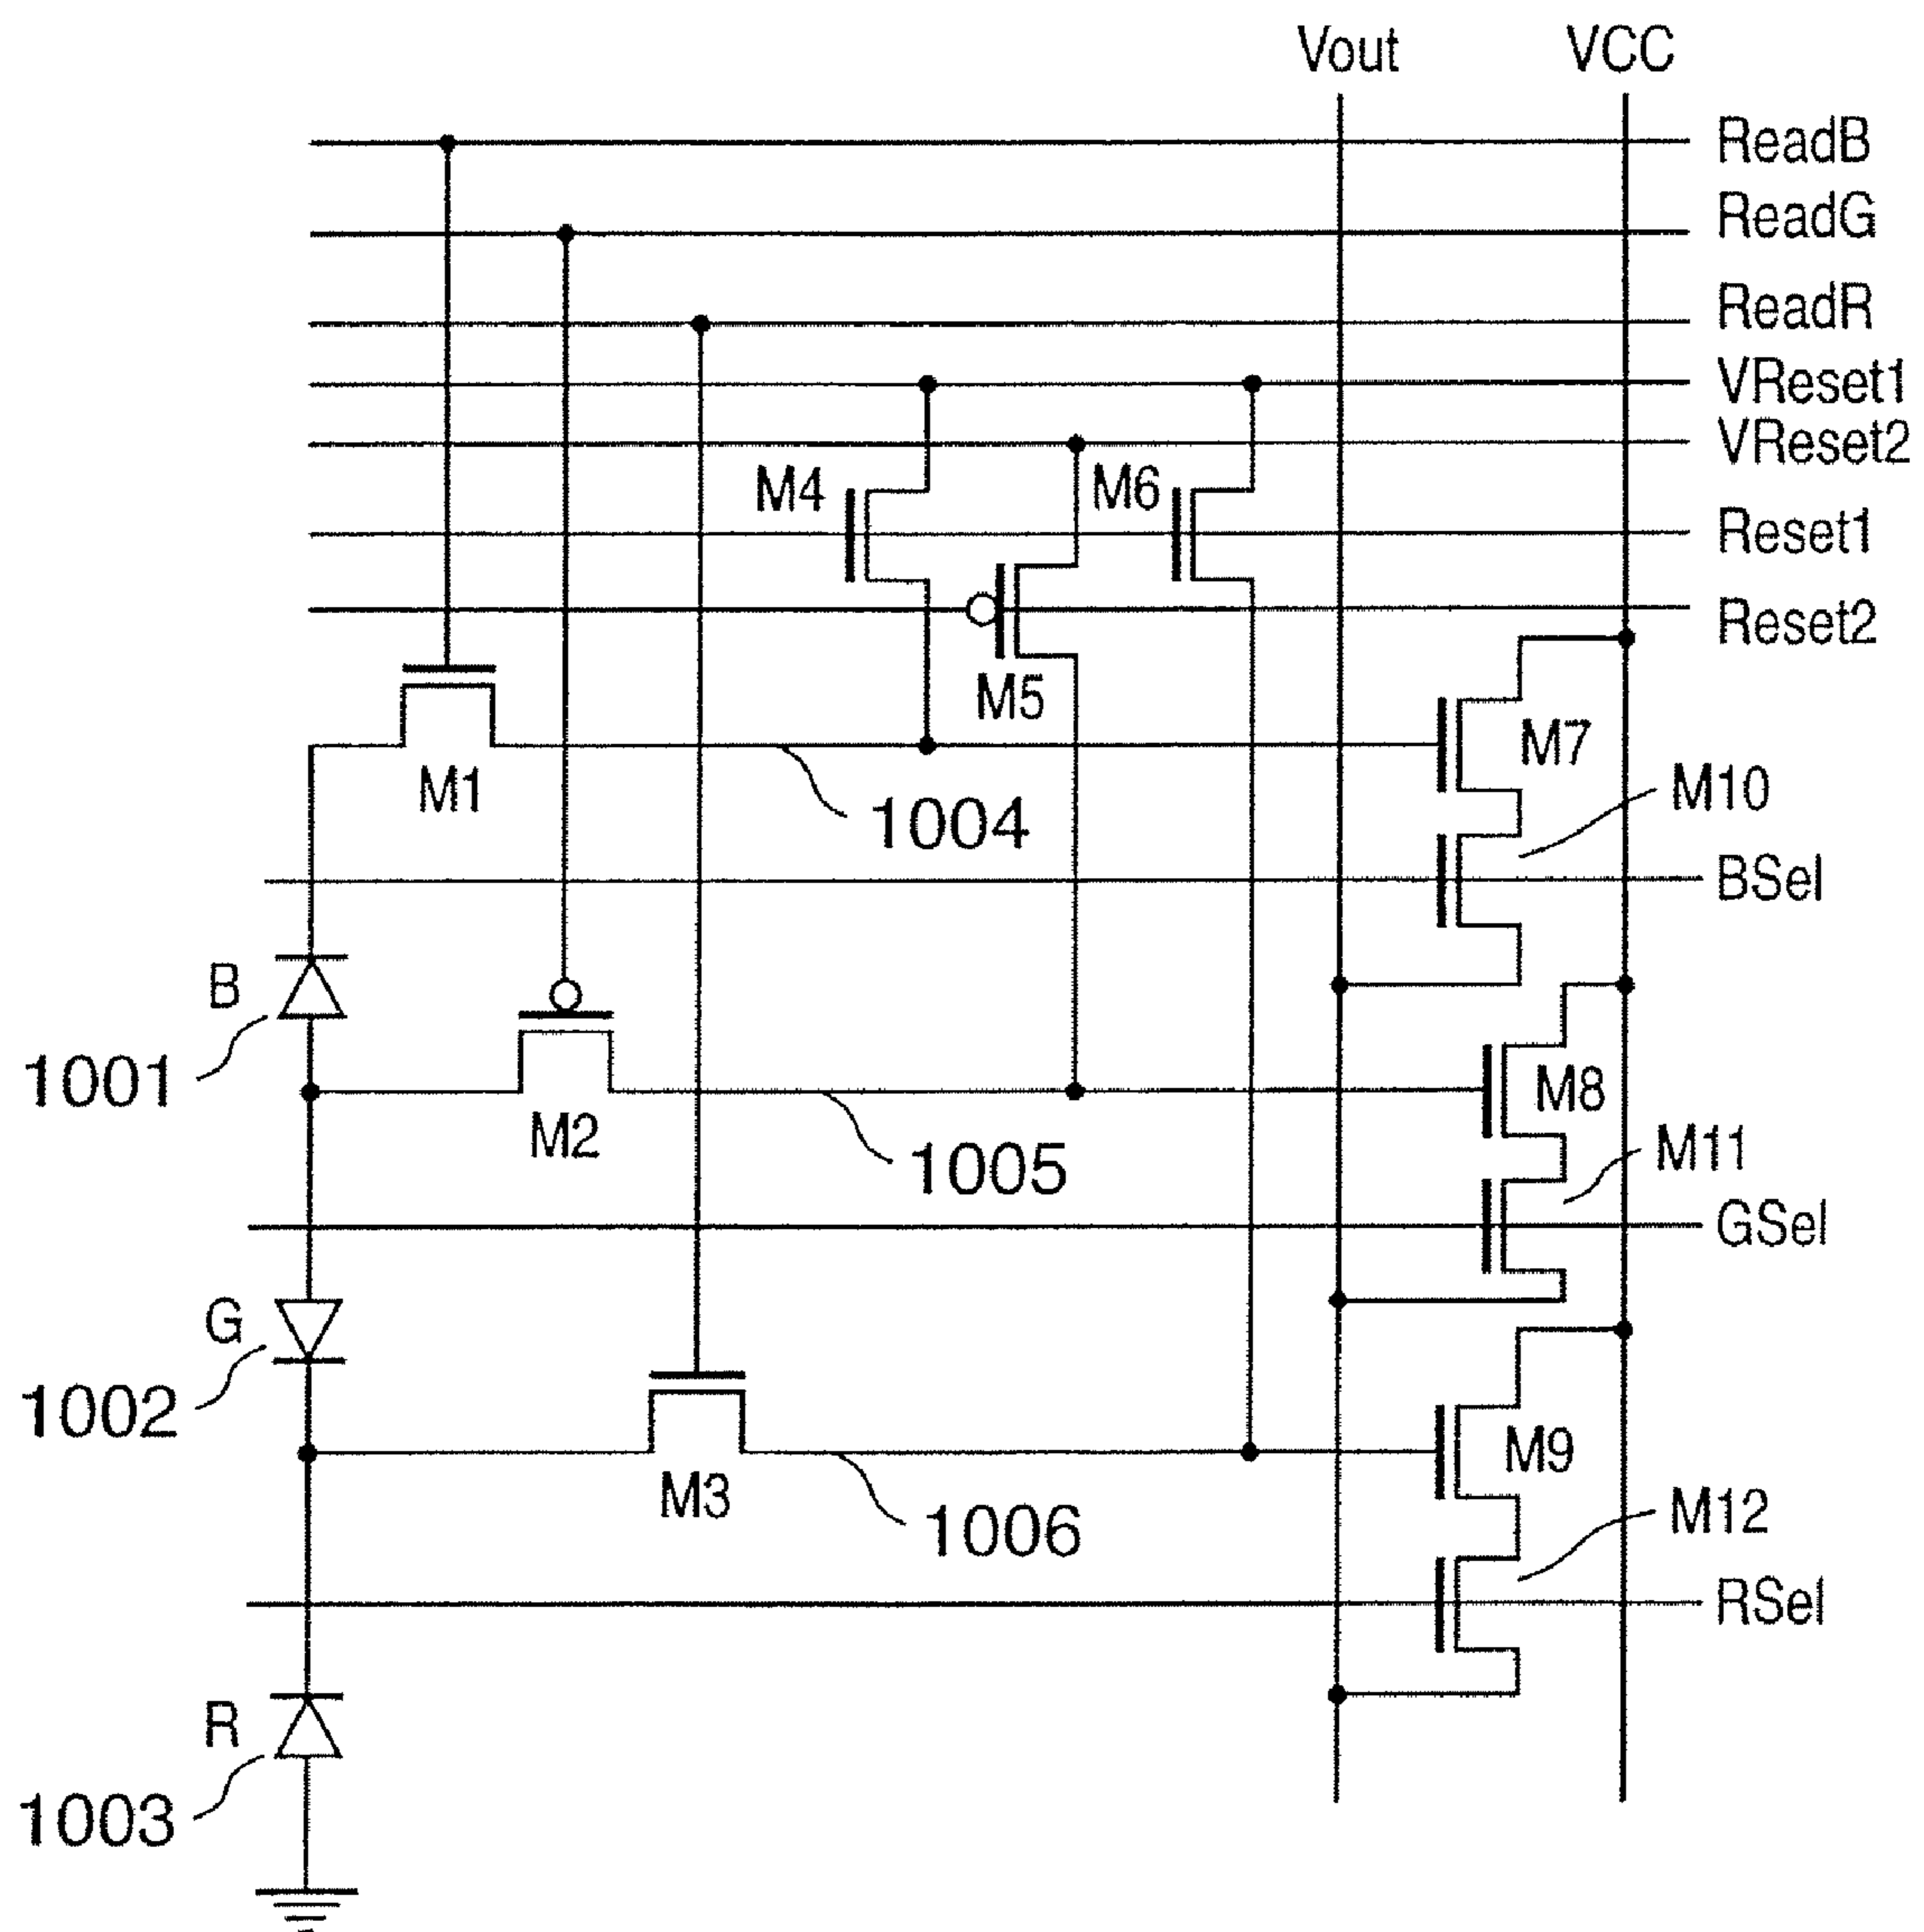 Vout VCC
ReadB
ReadG
ReadR
VReset1
VReset2
M4 M6
Reset1
Reset2
M5
M7
M1
M10
1004
BSel
B
1001
M8
M2
M11
1005
GSel
G
1002
M9
M3
M12
1006
RSel
R
1003